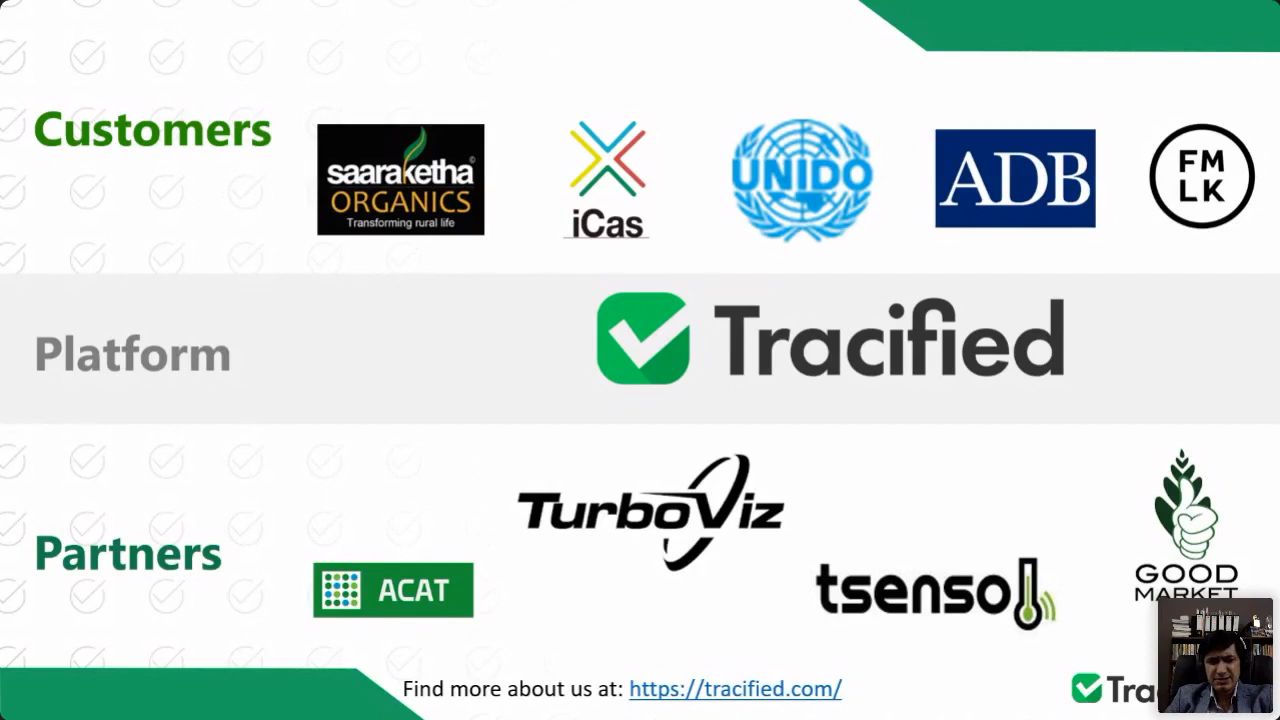 Customers
saaraketha
ORGANICS
Transforming rural life
iCas
UNIDO
ADB
FM
LK
Platform
Tracified
Partners
ACAT
TurboViz
tsenso
GOOD
MARKET
Find more about us at: https://tracified.com/